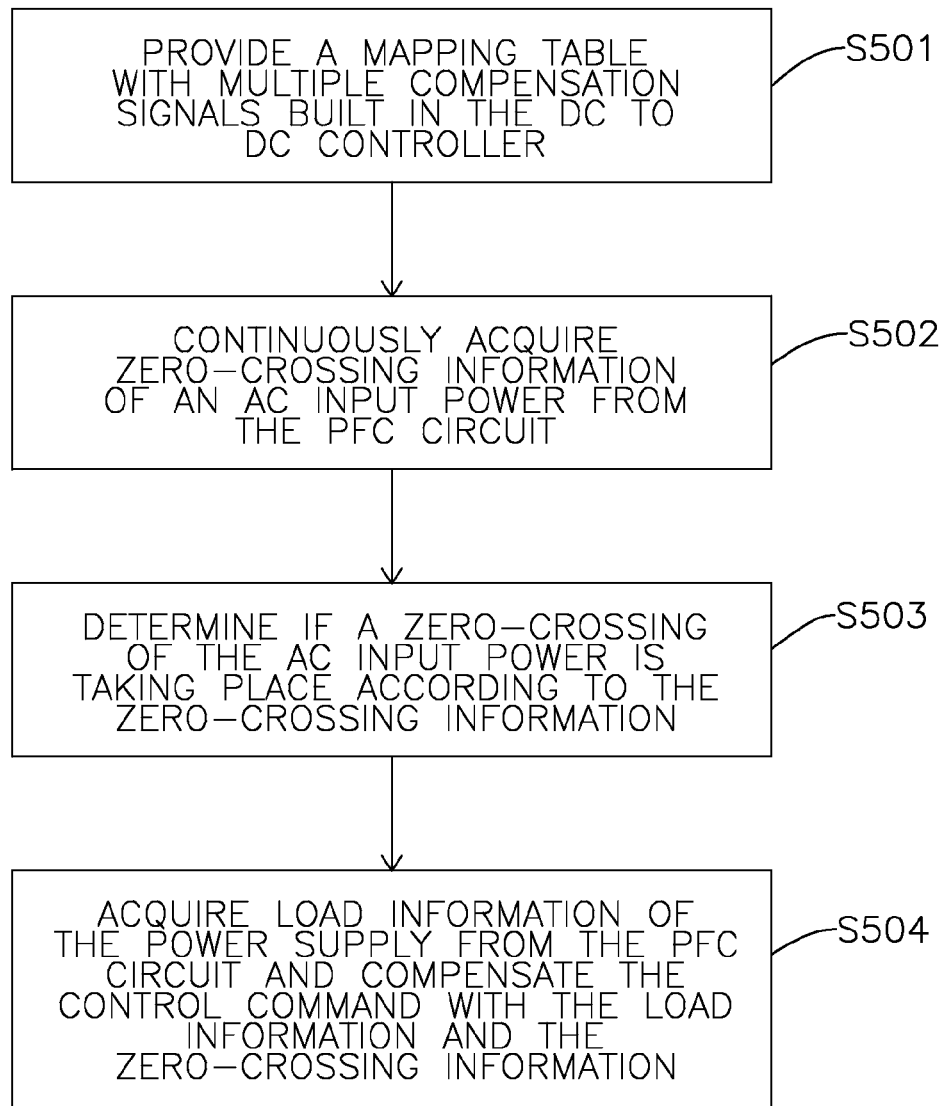 PROVIDE A MAPPING TABLE
WITH MULTIPLE COMPENSATION
SIGNALS BUILT IN THE DC TO
DC CONTROLLER
S501
CONTINUOUSLY ACQUIRE
ZERO-CROSSING INFORMATION
OF AN AC INPUT POWER FROM
THE PFC CIRCUIT
S502
DETERMINE IF A ZERO-CROSSING
OF THE AC INPUT POWER IS
TAKING PLACE ACCORDING TO THE
ZERO-CROSSING INFORMATION
S503
ACQUIRE LOAD INFORMATION OF
THE POWER SUPPLY FROM THE PFC
CIRCUIT AND COMPENSATE THE
CONTROL COMMAND WITH THE LOAD
INFORMATION AND THE
ZERO-CROSSING INFORMATION
S504